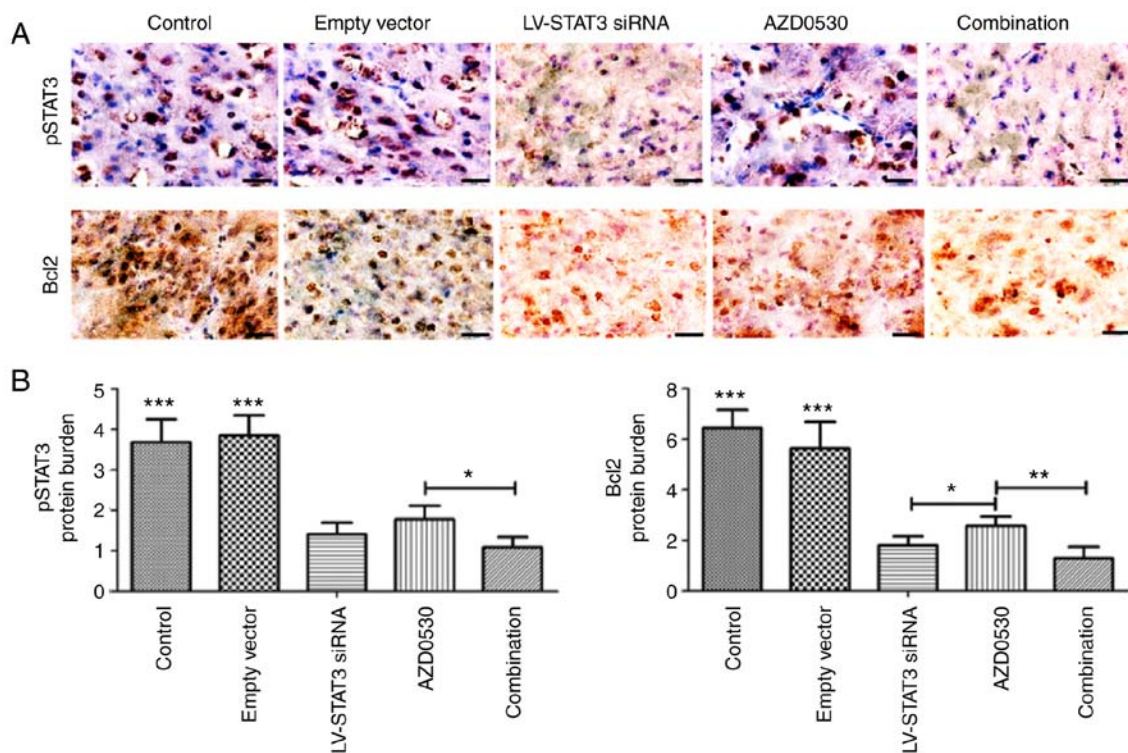 A
Control
Empty vector
LV-STAT3 siRNA
AZD0530
Combination
pSTAT3
Bcl2
B
pSTAT3
protein burden
5
4
3
2
1
0
***
***
*
Control
Empty vector
LV-STAT3 siRNA
AZD0530
Combination
Bcl2
protein burden
8
6
4
2
0
***
***
*
**
Control
Empty vector
LV-STAT3 siRNA
AZD0530
Combination